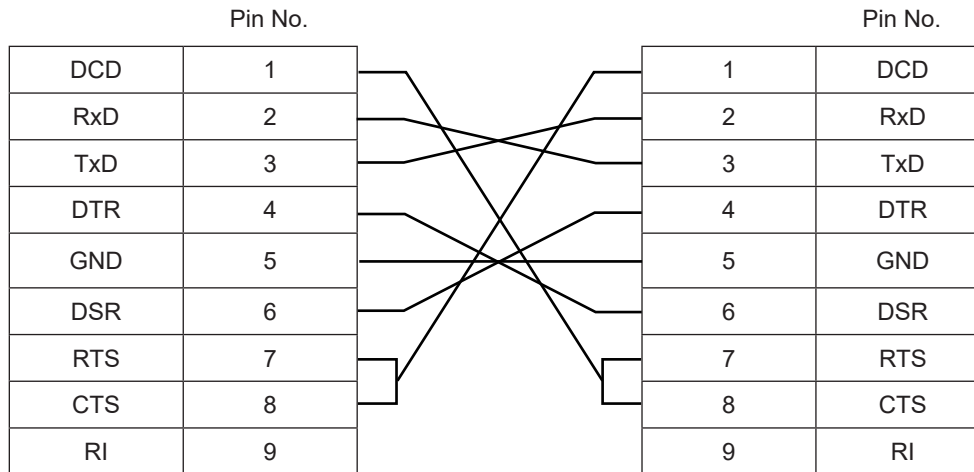 Pin No. Pin No.
DCD 1 1 DCD
RxD 2 2 RxD
TxD 3 3 TxD
DTR 4 4 DTR
GND 5 5 GND
DSR 6 6 DSR
RTS 7 7 RTS
CTS 8 8 CTS
RI 9 9 RI